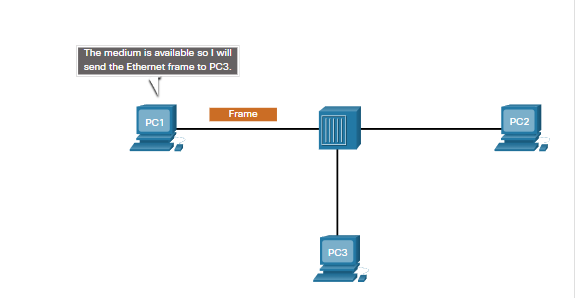 The medium is available so I will
send the Ethernet frame to PC3.
Frame
PC1
PC2
PC3